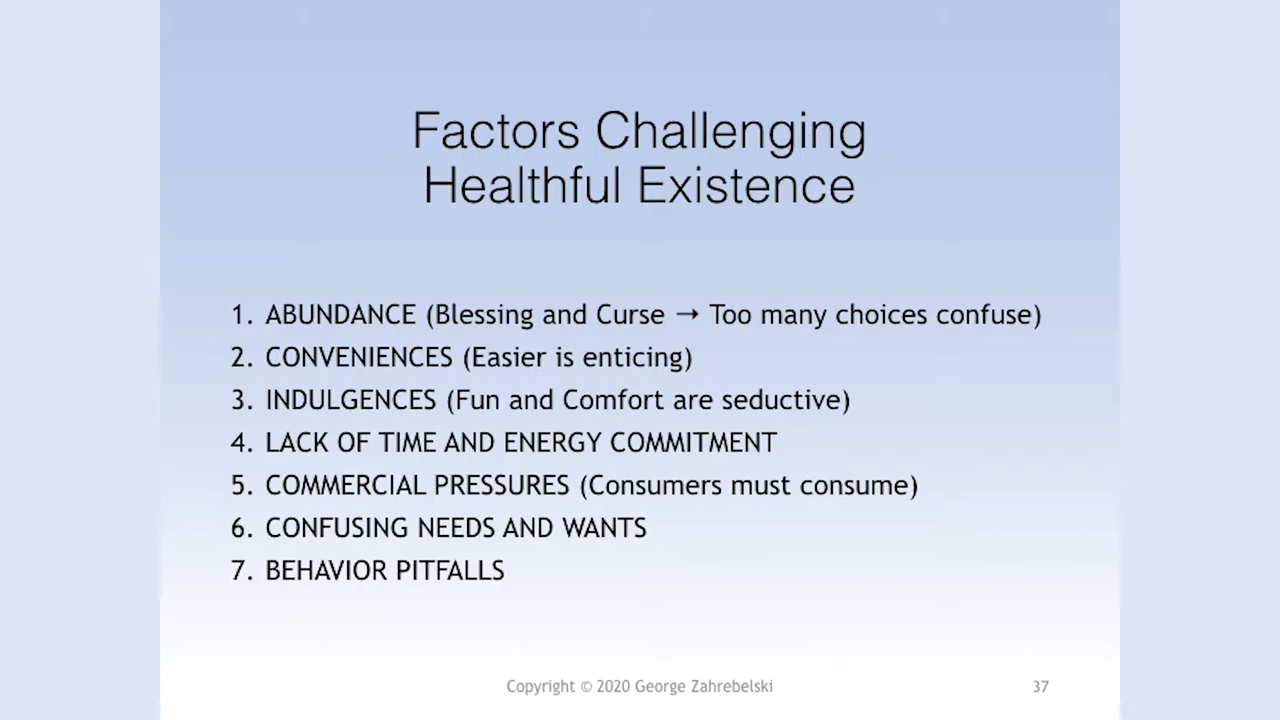 Factors Challenging
Healthful Existence
1. ABUNDANCE (Blessing and Curse → Too many choices confuse)
2. CONVENIENCES (Easier is enticing)
3. INDULGENCES (Fun and Comfort are seductive)
4. LACK OF TIME AND ENERGY COMMITMENT
5. COMMERCIAL PRESSURES (Consumers must consume)
6. CONFUSING NEEDS AND WANTS
7. BEHAVIOR PITFALLS
Copyright © 2020 George Zahrebelski
37